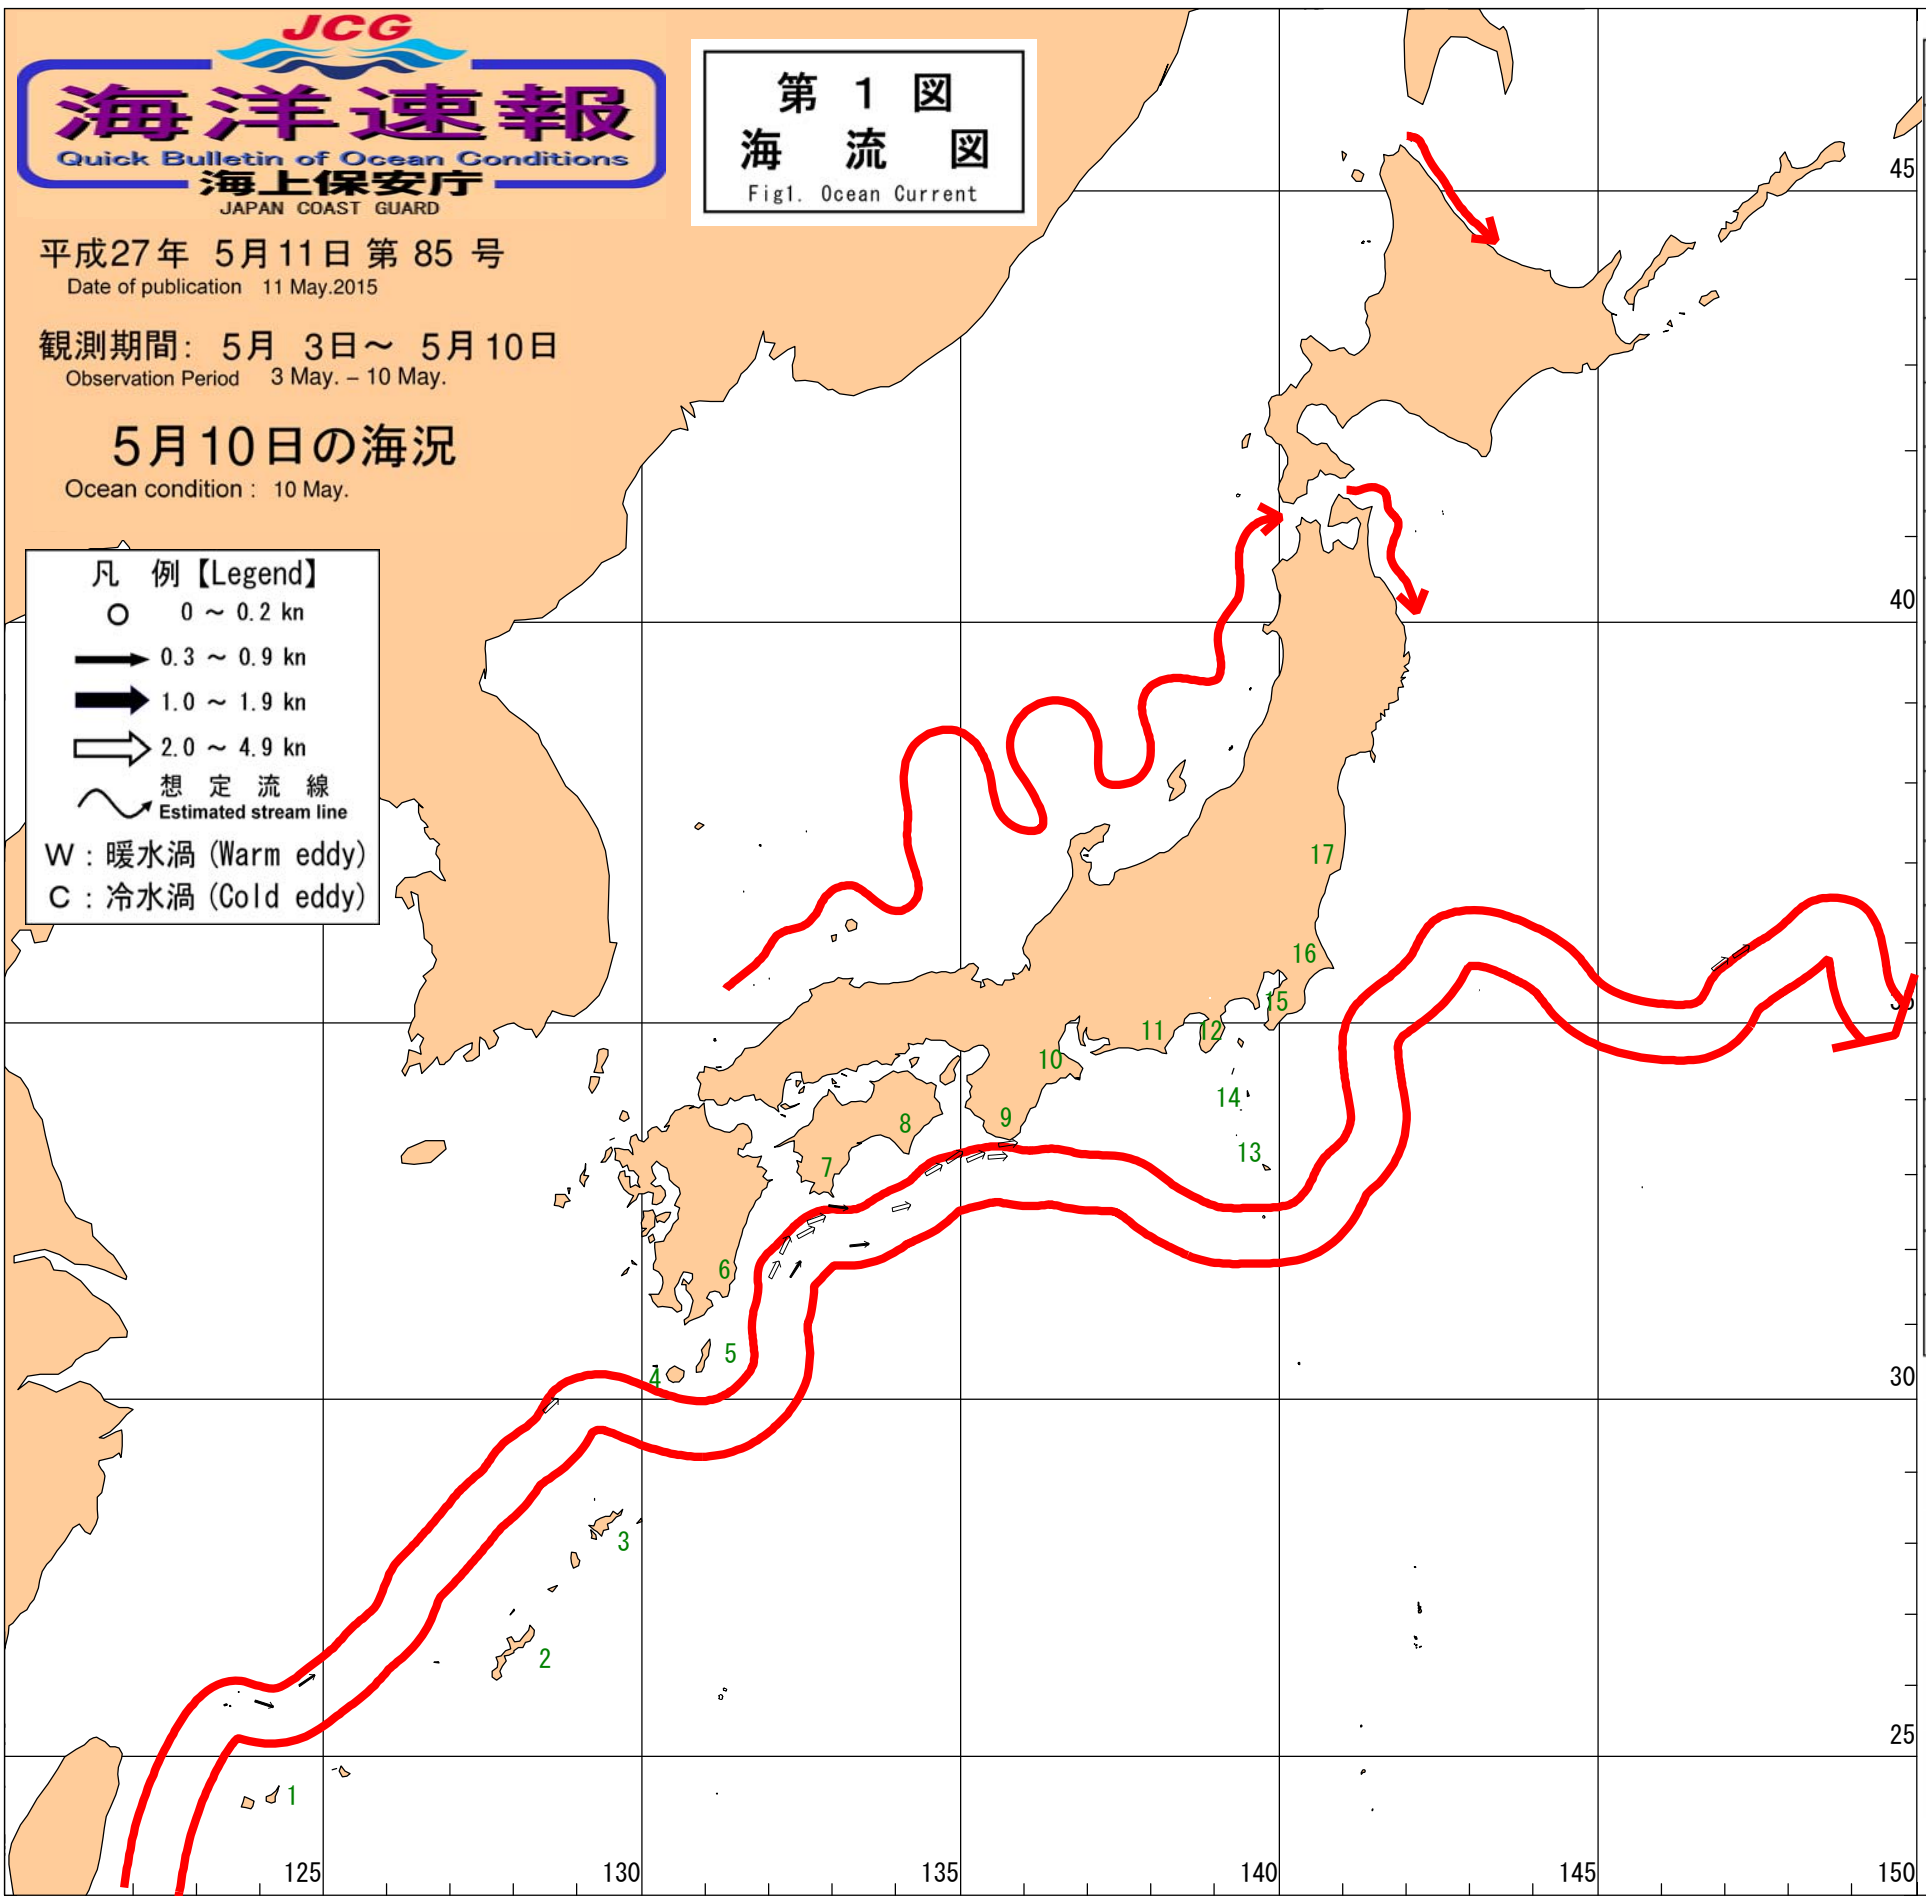 JCG
海洋速報
Quick Bulletin of Ocean Conditions
海上保安庁
JAPAN COAST GUARD
平成27年 5月11日 第 85 号
Date of publication 11 May.2015
観測期間: 5月 3日～ 5月10日
Observation Period 3 May. – 10 May.
5月10日の海況
Ocean condition : 10 May.
第 1 図
海 流 図
Fig1. Ocean Current
凡 例【Legend】
0 ～ 0.2 kn
0.3 ～ 0.9 kn
1.0 ～ 1.9 kn
2.0 ～ 4.9 kn
想 定 流 線
Estimated stream line
W : 暖水渦 (Warm eddy)
C : 冷水渦 (Cold eddy)
45
40
17
16
15
35
11
12
10
14
9
8
13
7
6
5
4
30
3
2
25
1
125
130
135
140
145
150